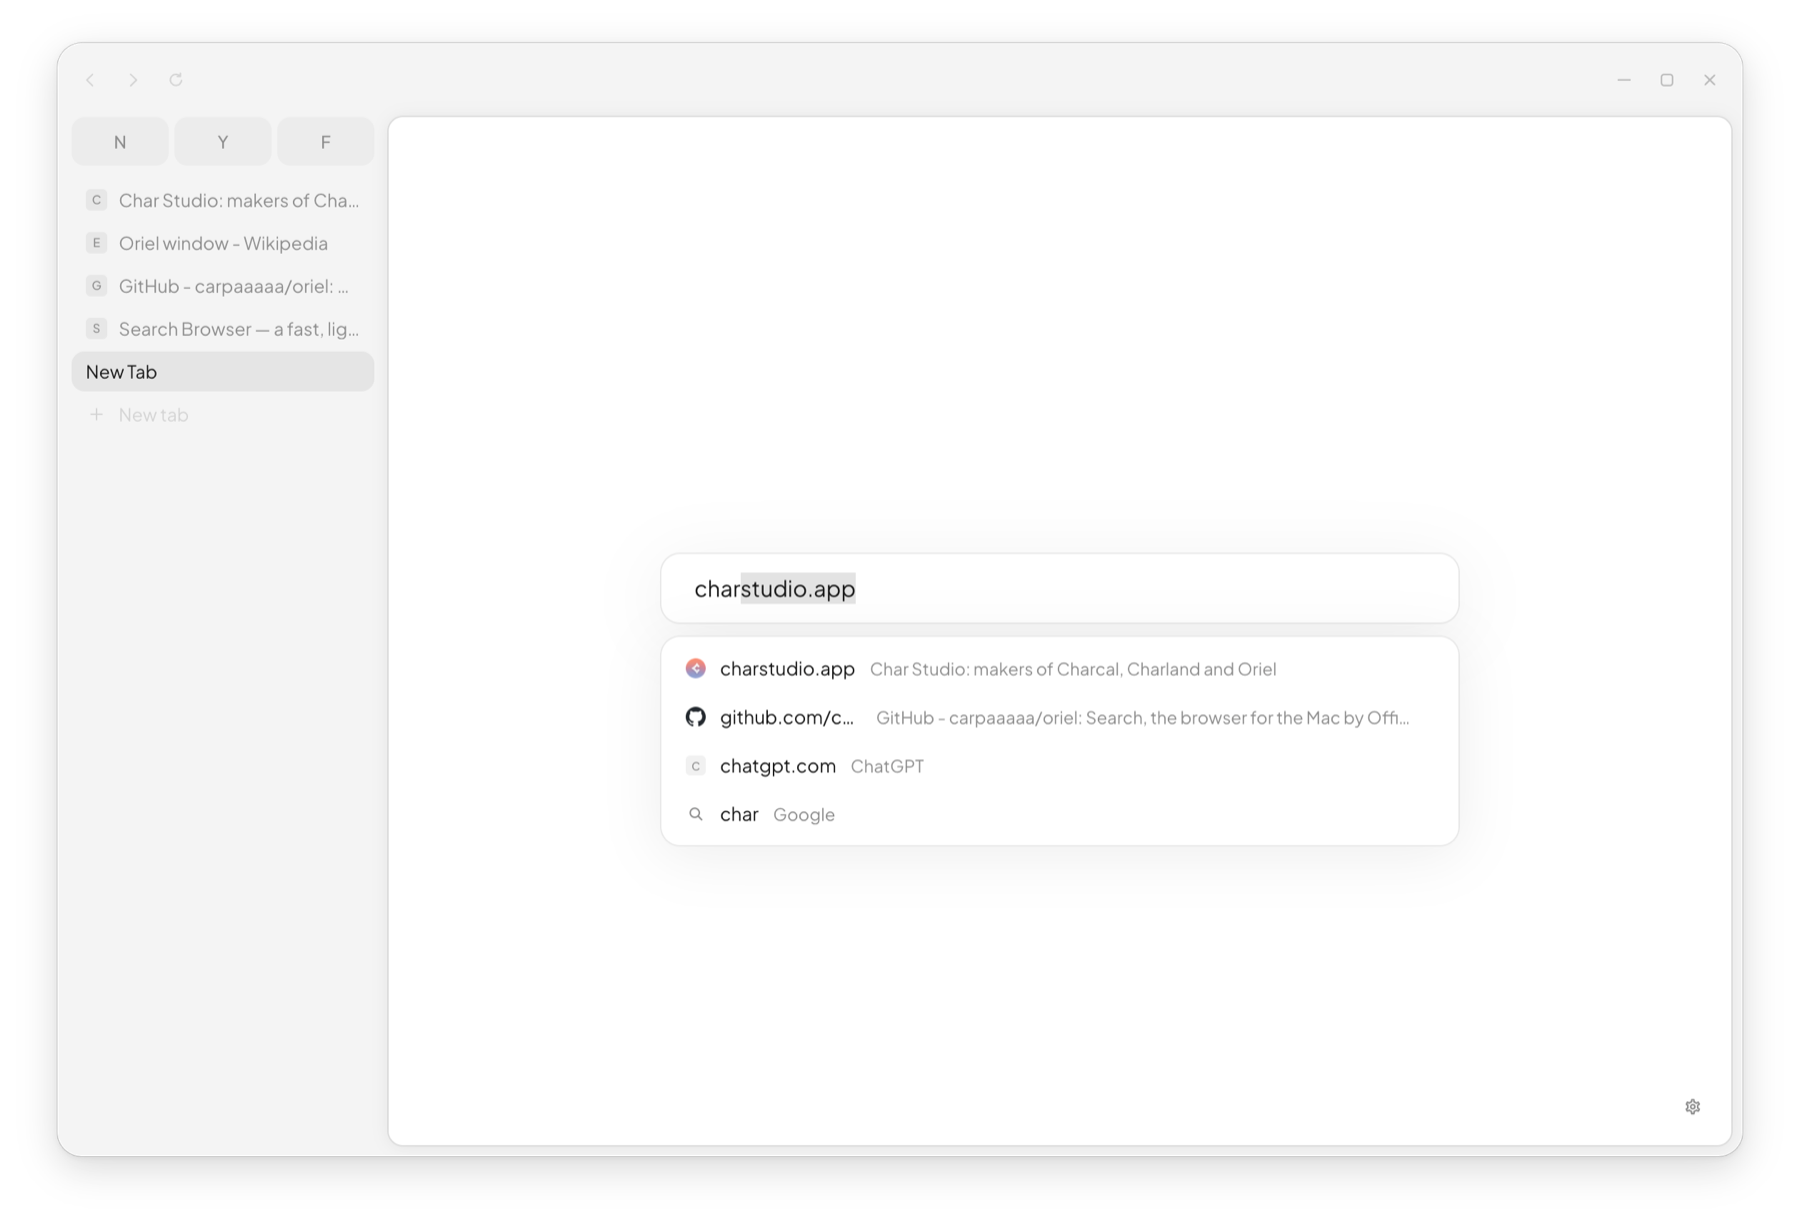 N Y F
C Char Studio: makers of Cha...
E Oriel window - Wikipedia
G GitHub - carpaaaaa/oriel: ...
S Search Browser — a fast, lig...
New Tab
+ New tab
charstudio.app
charstudio.app Char Studio: makers of Charcal, Charland and Oriel
github.com/c... GitHub - carpaaaaa/oriel: Search, the browser for the Mac by Offi...
C chatgpt.com ChatGPT
char Google